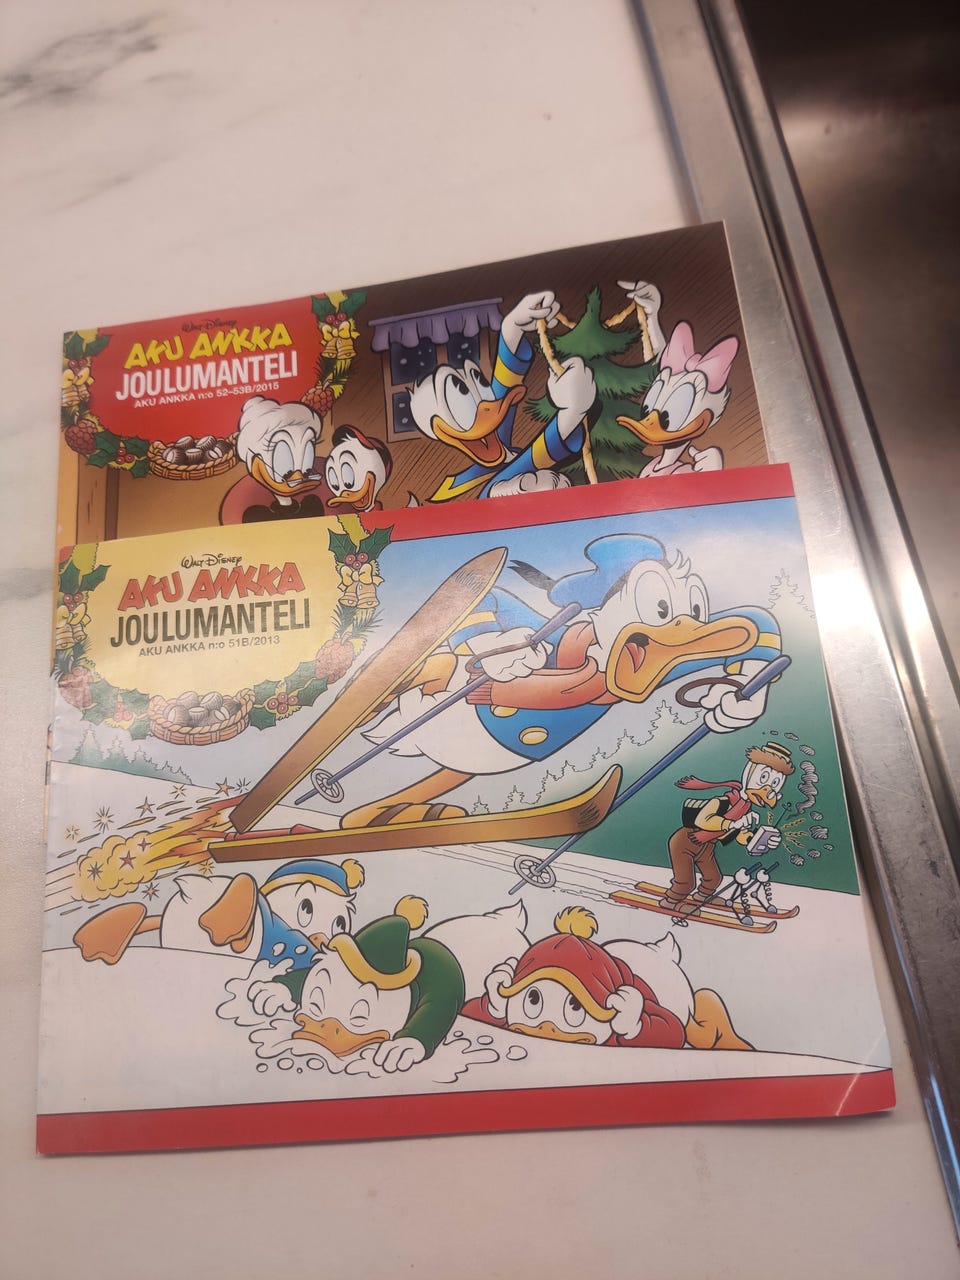 Walt Disney
AKU ANKKA
JOULUMANTELI
AKU ANKKA n:o 52–53B/2015
Walt Disney
AKU ANKKA
JOULUMANTELI
AKU ANKKA n:o 51B/2013